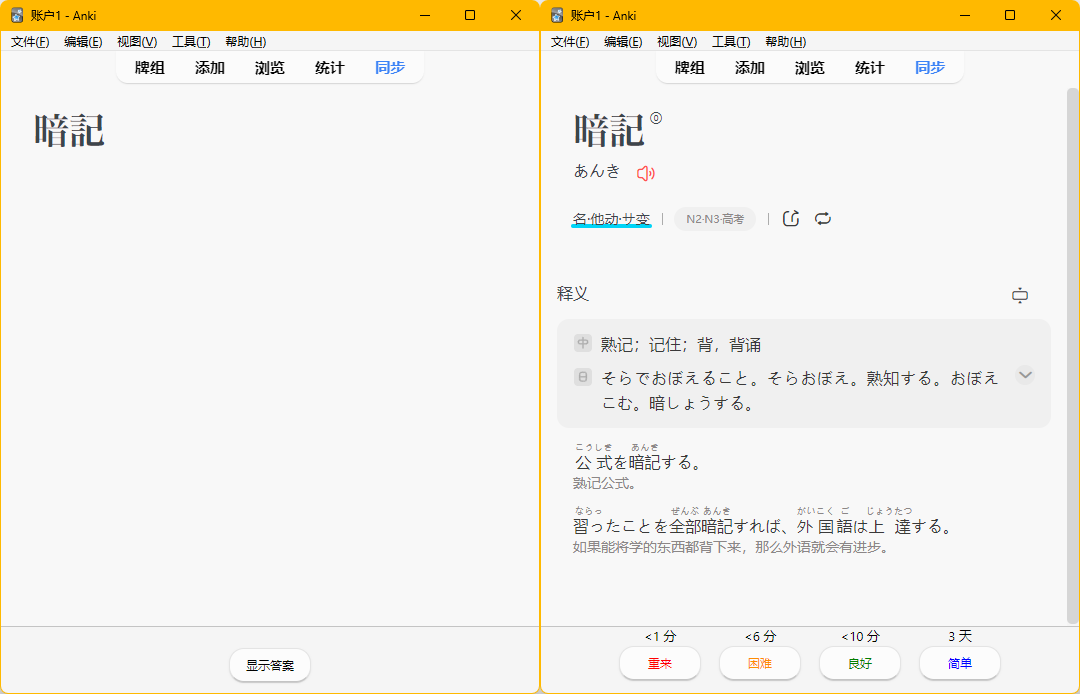 账户1 - Anki
文件(F) 编辑(E) 视图(V) 工具(T) 帮助(H)
牌组 添加 浏览 统计 同步
暗記
显示答案
账户1 - Anki
文件(F) 编辑(E) 视图(V) 工具(T) 帮助(H)
牌组 添加 浏览 统计 同步
暗記⓪
あんき
名·他动·サ变 | N2·N3·高考 |
释义
中 熟记；记住；背，背诵
日 そらでおぼえること。そらおぼえ。熟知する。おぼえ
こむ。暗しょうする。
こうしき あんき
公式を暗記する。
熟记公式。
ならっ ぜんぶ あんき がいこく ご じょうたつ
習ったことを全部暗記すれば、外国語は上達する。
如果能将学的东西都背下来，那么外语就会有进步。
<1 分 <6 分 <10 分 3 天
重来 困难 良好 简单